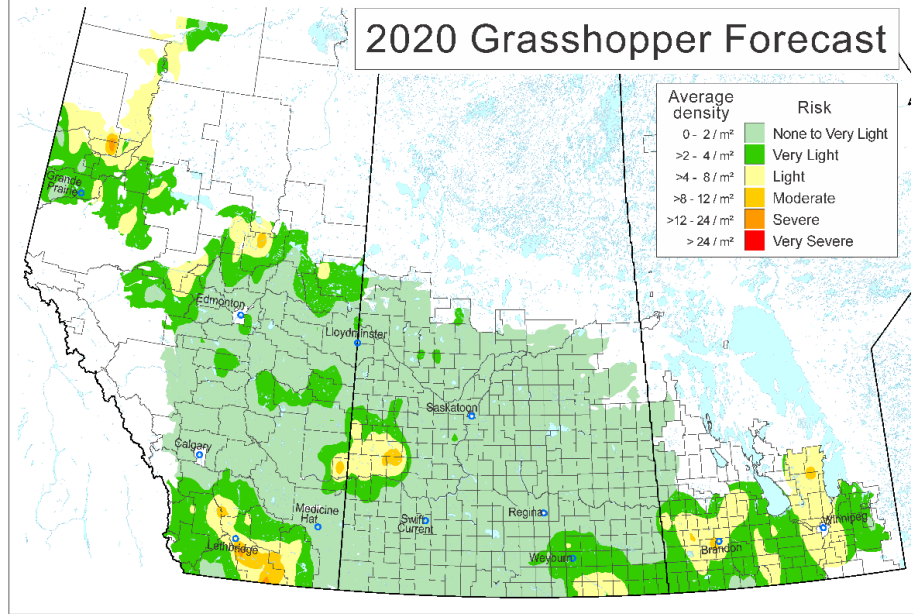 2020 Grasshopper Forecast
Average
density
Risk
0 - 2 / m² None to Very Light
>2 - 4 / m² Very Light
>4 - 8 / m² Light
>8 - 12 / m² Moderate
>12 - 24 / m² Severe
> 24 / m² Very Severe
Grande
Prairie
Edmonton
Lloydminster
Saskatoon
Calgary
Medicine
Hat
Swift
Current
Regina
Lethbridge
Weyburn
Brandon
Winnipeg